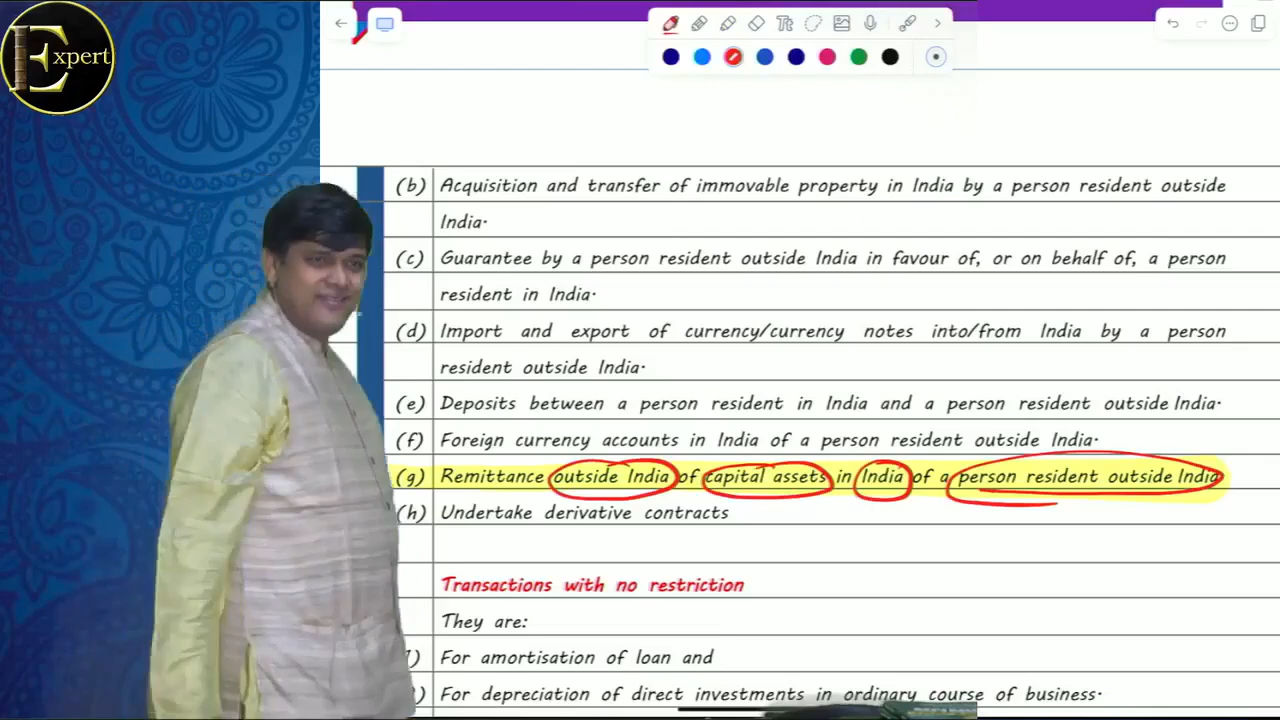 Expert
Tt
(b) Acquisition and transfer of immovable property in India by a person resident outside
India.
(c) Guarantee by a person resident outside India in favour of, or on behalf of, a person
resident in India.
(d) Import and export of currency/currency notes into/from India by a person
resident outside India.
(e) Deposits between a person resident in India and a person resident outside India.
(f) Foreign currency accounts in India of a person resident outside India.
(g) Remittance outside India of capital assets in India of a person resident outside India
(h) Undertake derivative contracts
Transactions with no restriction
They are:
) For amortisation of loan and
) For depreciation of direct investments in ordinary course of business.